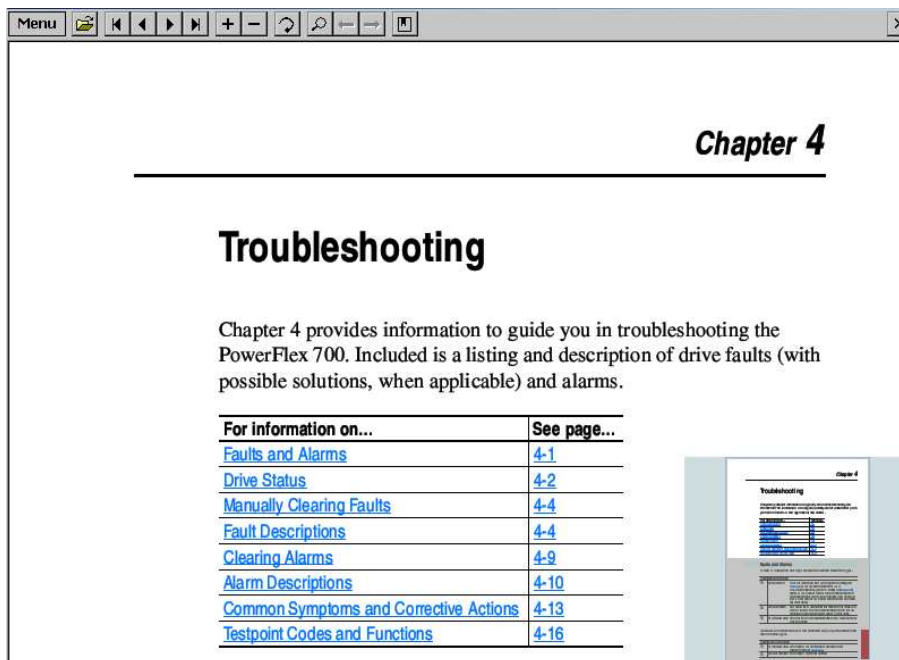 Menu
Chapter 4
Troubleshooting
Chapter 4 provides information to guide you in troubleshooting the
PowerFlex 700. Included is a listing and description of drive faults (with
possible solutions, when applicable) and alarms.
For information on... See page...
Faults and Alarms 4-1
Drive Status 4-2
Manually Clearing Faults 4-4
Fault Descriptions 4-4
Clearing Alarms 4-9
Alarm Descriptions 4-10
Common Symptoms and Corrective Actions 4-13
Testpoint Codes and Functions 4-16
Chapter 4
Troubleshooting